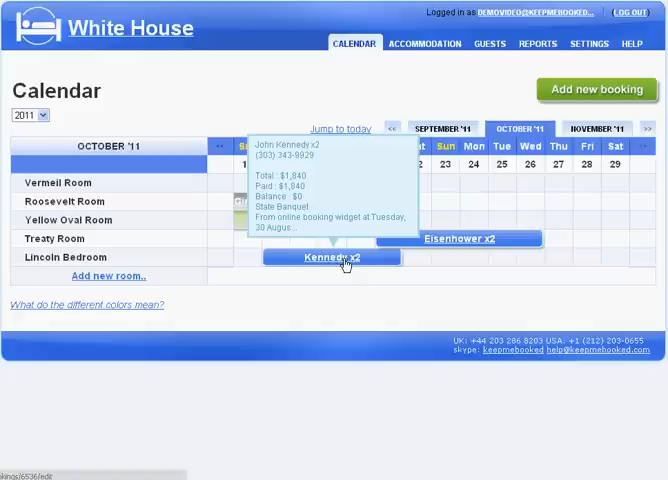 Logged in as DEMOVIDEO@KEEPMEBOOKED... (LOG OUT)
White House
CALENDAR ACCOMMODATION GUESTS REPORTS SETTINGS HELP
Calendar
Add new booking
2011
Jump to today << SEPTEMBER '11 OCTOBER '11 NOVEMBER '11 >>
OCTOBER '11 << Sun Mon Tue Wed Thu Fri Sat >>
23 24 25 26 27 28 29
John Kennedy x2
(303) 343-9929
Total : $1,840
Paid : $1,840
Balance : $0
State Banquet
From online booking widget at Tuesday,
30 Augus...
Vermeil Room
Roosevelt Room
Yellow Oval Room
Treaty Room Eisenhower x2
Lincoln Bedroom Kennedy x2
Add new room..
What do the different colors mean?
UK: +44 203 286 8203 USA: +1 (212) 203-0655
skype: keepmebooked help@keepmebooked.com
kings/6536/edit